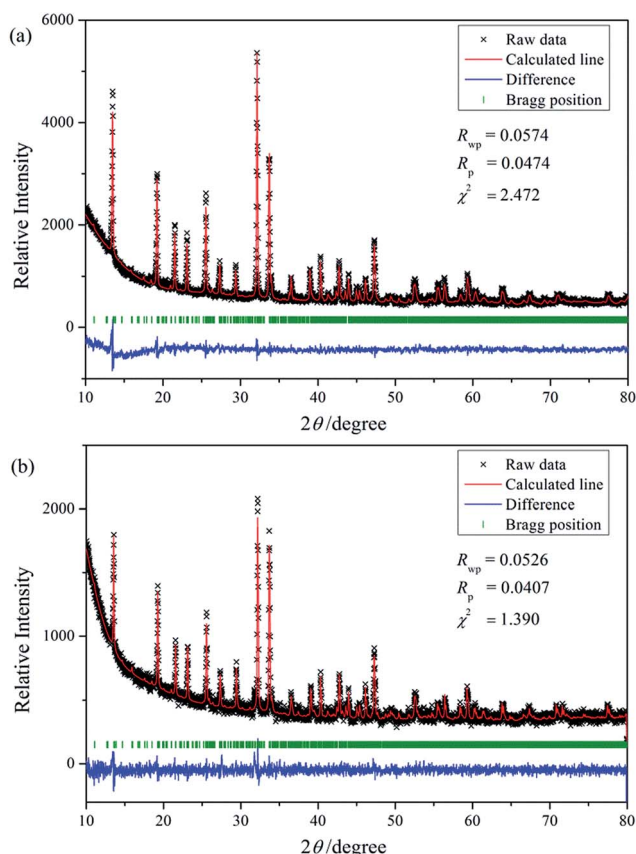 (a)
6000
4000
2000
0
Relative Intensity
× Raw data
Calculated line
Difference
Bragg position
R_wp = 0.0574
R_p = 0.0474
χ² = 2.472
10 20 30 40 50 60 70 80
2θ/degree
(b)
2000
1000
0
Relative Intensity
× Raw data
Calculated line
Difference
Bragg position
R_wp = 0.0526
R_p = 0.0407
χ² = 1.390
10 20 30 40 50 60 70 80
2θ/degree